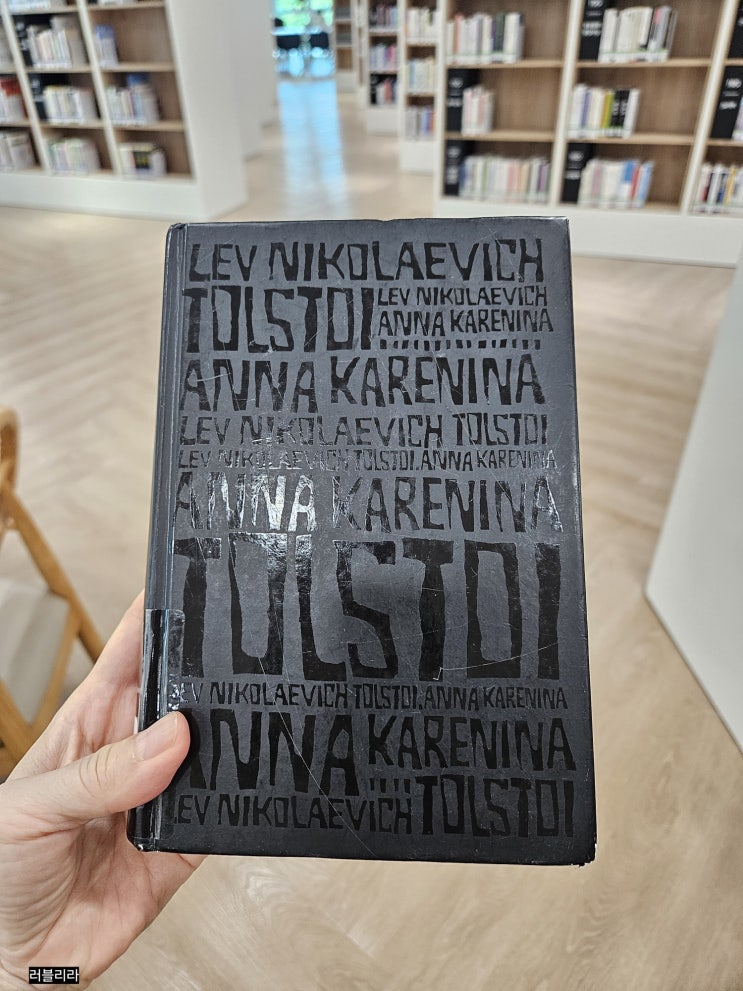 LEV NIKOLAEVICH
TOLSTOI
LEV NIKOLAEVICH
ANNA KARENINA
ANNA KARENINA
LEV NIKOLAEVICH TOLSTOI
LEV NIKOLAEVICH TOLSTOI.ANNA KARENINA
ANNA KARENINA
TOLSTOI
LEV NIKOLAEVICH TOLSTOI.ANNA KARENINA
ANNA KARENINA
LEV NIKOLAEVICH TOLSTOI
러블리라